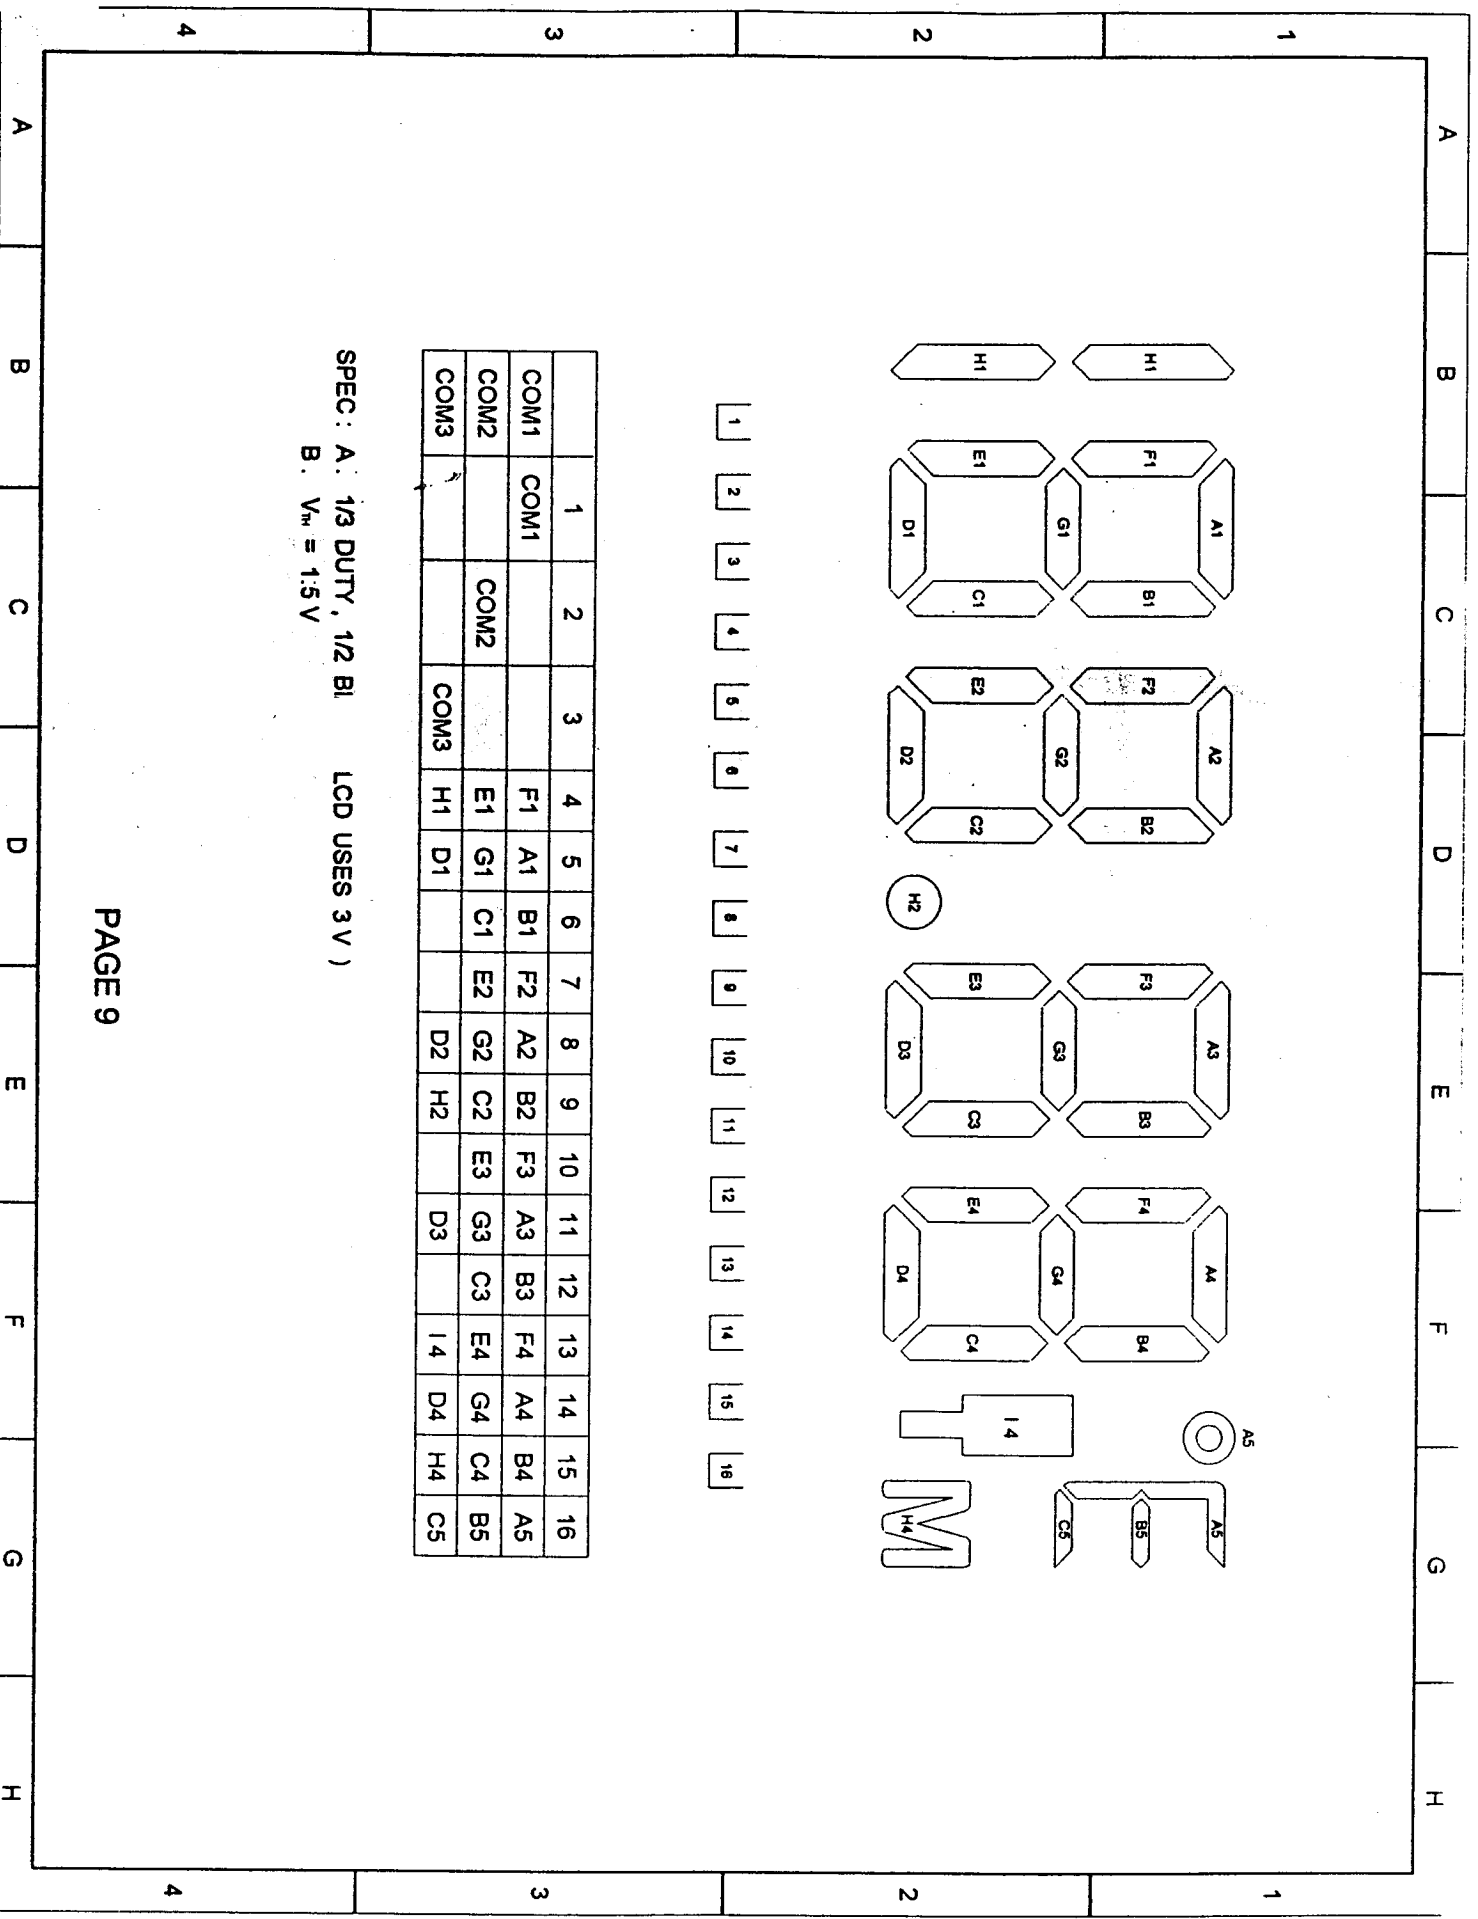 1 2 3 4
A B C D E F G H
A1 A2 A3 A4 A5 A5
H1 F1 B1 F2 B2 F3 B3 F4 B4 B5
G1 G2 G3 G4 I4 C5
H1 E1 C1 E2 C2 E3 C3 E4 C4
D1 D2 H2 D3 D4 H4
1 2 3 4 5 6 7 8 9 10 11 12 13 14 15 16
1 2 3 4 5 6 7 8 9 10 11 12 13 14 15 16
COM1 COM1 F1 A1 B1 F2 A2 B2 F3 A3 B3 F4 A4 B4 A5
COM2 COM2 E1 G1 C1 E2 G2 C2 E3 G3 C3 E4 G4 C4 B5
COM3 COM3 H1 D1 D2 H2 D3 I4 D4 H4 C5
SPEC : A. 1/3 DUTY, 1/2 BI. LCD USES 3 V )
B. VTH = 1.5 V
PAGE 9
A B C D E F G H
1 2 3 4